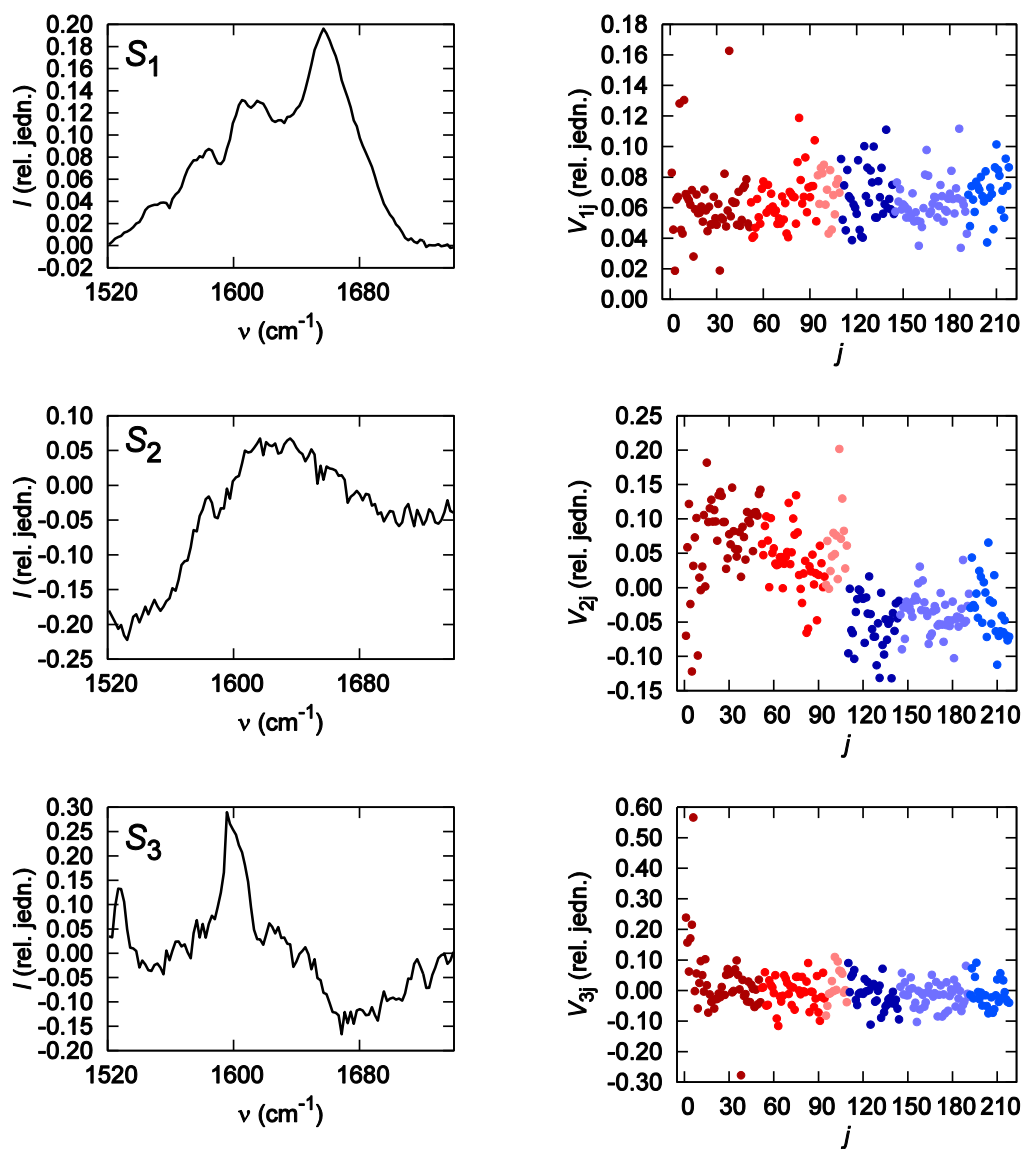 S1
I (rel. jedn.)
0.20
0.18
0.16
0.14
0.12
0.10
0.08
0.06
0.04
0.02
0.00
-0.02
1520 1600 1680
ν (cm-1)
V1j (rel. jedn.)
0.18
0.16
0.14
0.12
0.10
0.08
0.06
0.04
0.02
0.00
0 30 60 90 120 150 180 210
j
S2
I (rel. jedn.)
0.10
0.05
0.00
-0.05
-0.10
-0.15
-0.20
-0.25
1520 1600 1680
ν (cm-1)
V2j (rel. jedn.)
0.25
0.20
0.15
0.10
0.05
0.00
-0.05
-0.10
-0.15
0 30 60 90 120 150 180 210
j
S3
I (rel. jedn.)
0.30
0.25
0.20
0.15
0.10
0.05
0.00
-0.05
-0.10
-0.15
-0.20
1520 1600 1680
ν (cm-1)
V3j (rel. jedn.)
0.60
0.50
0.40
0.30
0.20
0.10
0.00
-0.10
-0.20
-0.30
0 30 60 90 120 150 180 210
j